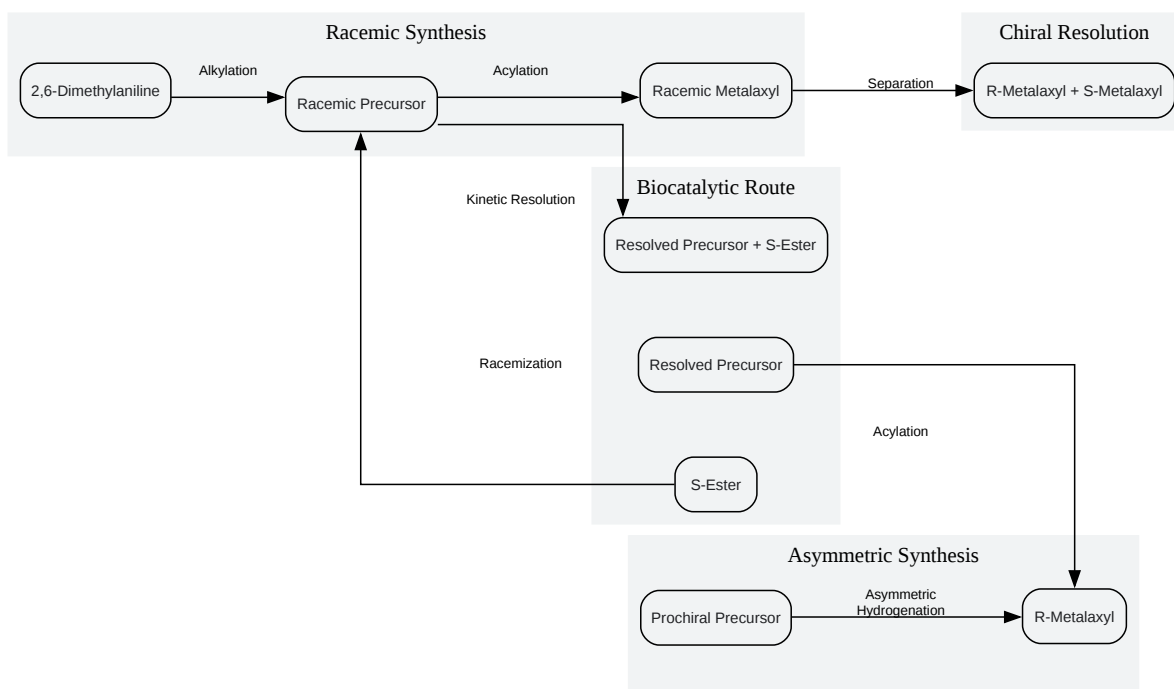 Racemic Synthesis
Chiral Resolution
2,6-Dimethylaniline
Alkylation
Racemic Precursor
Acylation
Racemic Metalaxyl
Separation
R-Metalaxyl + S-Metalaxyl
Biocatalytic Route
Kinetic Resolution
Resolved Precursor + S-Ester
Racemization
Resolved Precursor
Acylation
S-Ester
Asymmetric Synthesis
Prochiral Precursor
Asymmetric
Hydrogenation
R-Metalaxyl